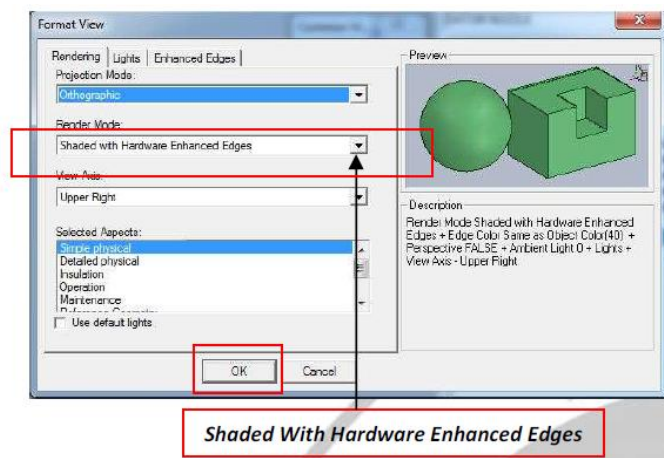 Format View
Rendering Lights Enhanced Edges
Projection Mode:
Orthographic
Render Mode:
Shaded with Hardware Enhanced Edges
View Axis:
Upper Right
Selected Aspects:
Simple physical
Detailed physical
Insulation
Operation
Maintenance
Reference Geometry
Use default lights
OK Cancel
Preview
Description
Render Mode Shaded with Hardware Enhanced
Edges + Edge Color Same as Object Color(40) +
Perspective FALSE + Ambient Light 0 + Lights +
View Axis - Upper Right
Shaded With Hardware Enhanced Edges